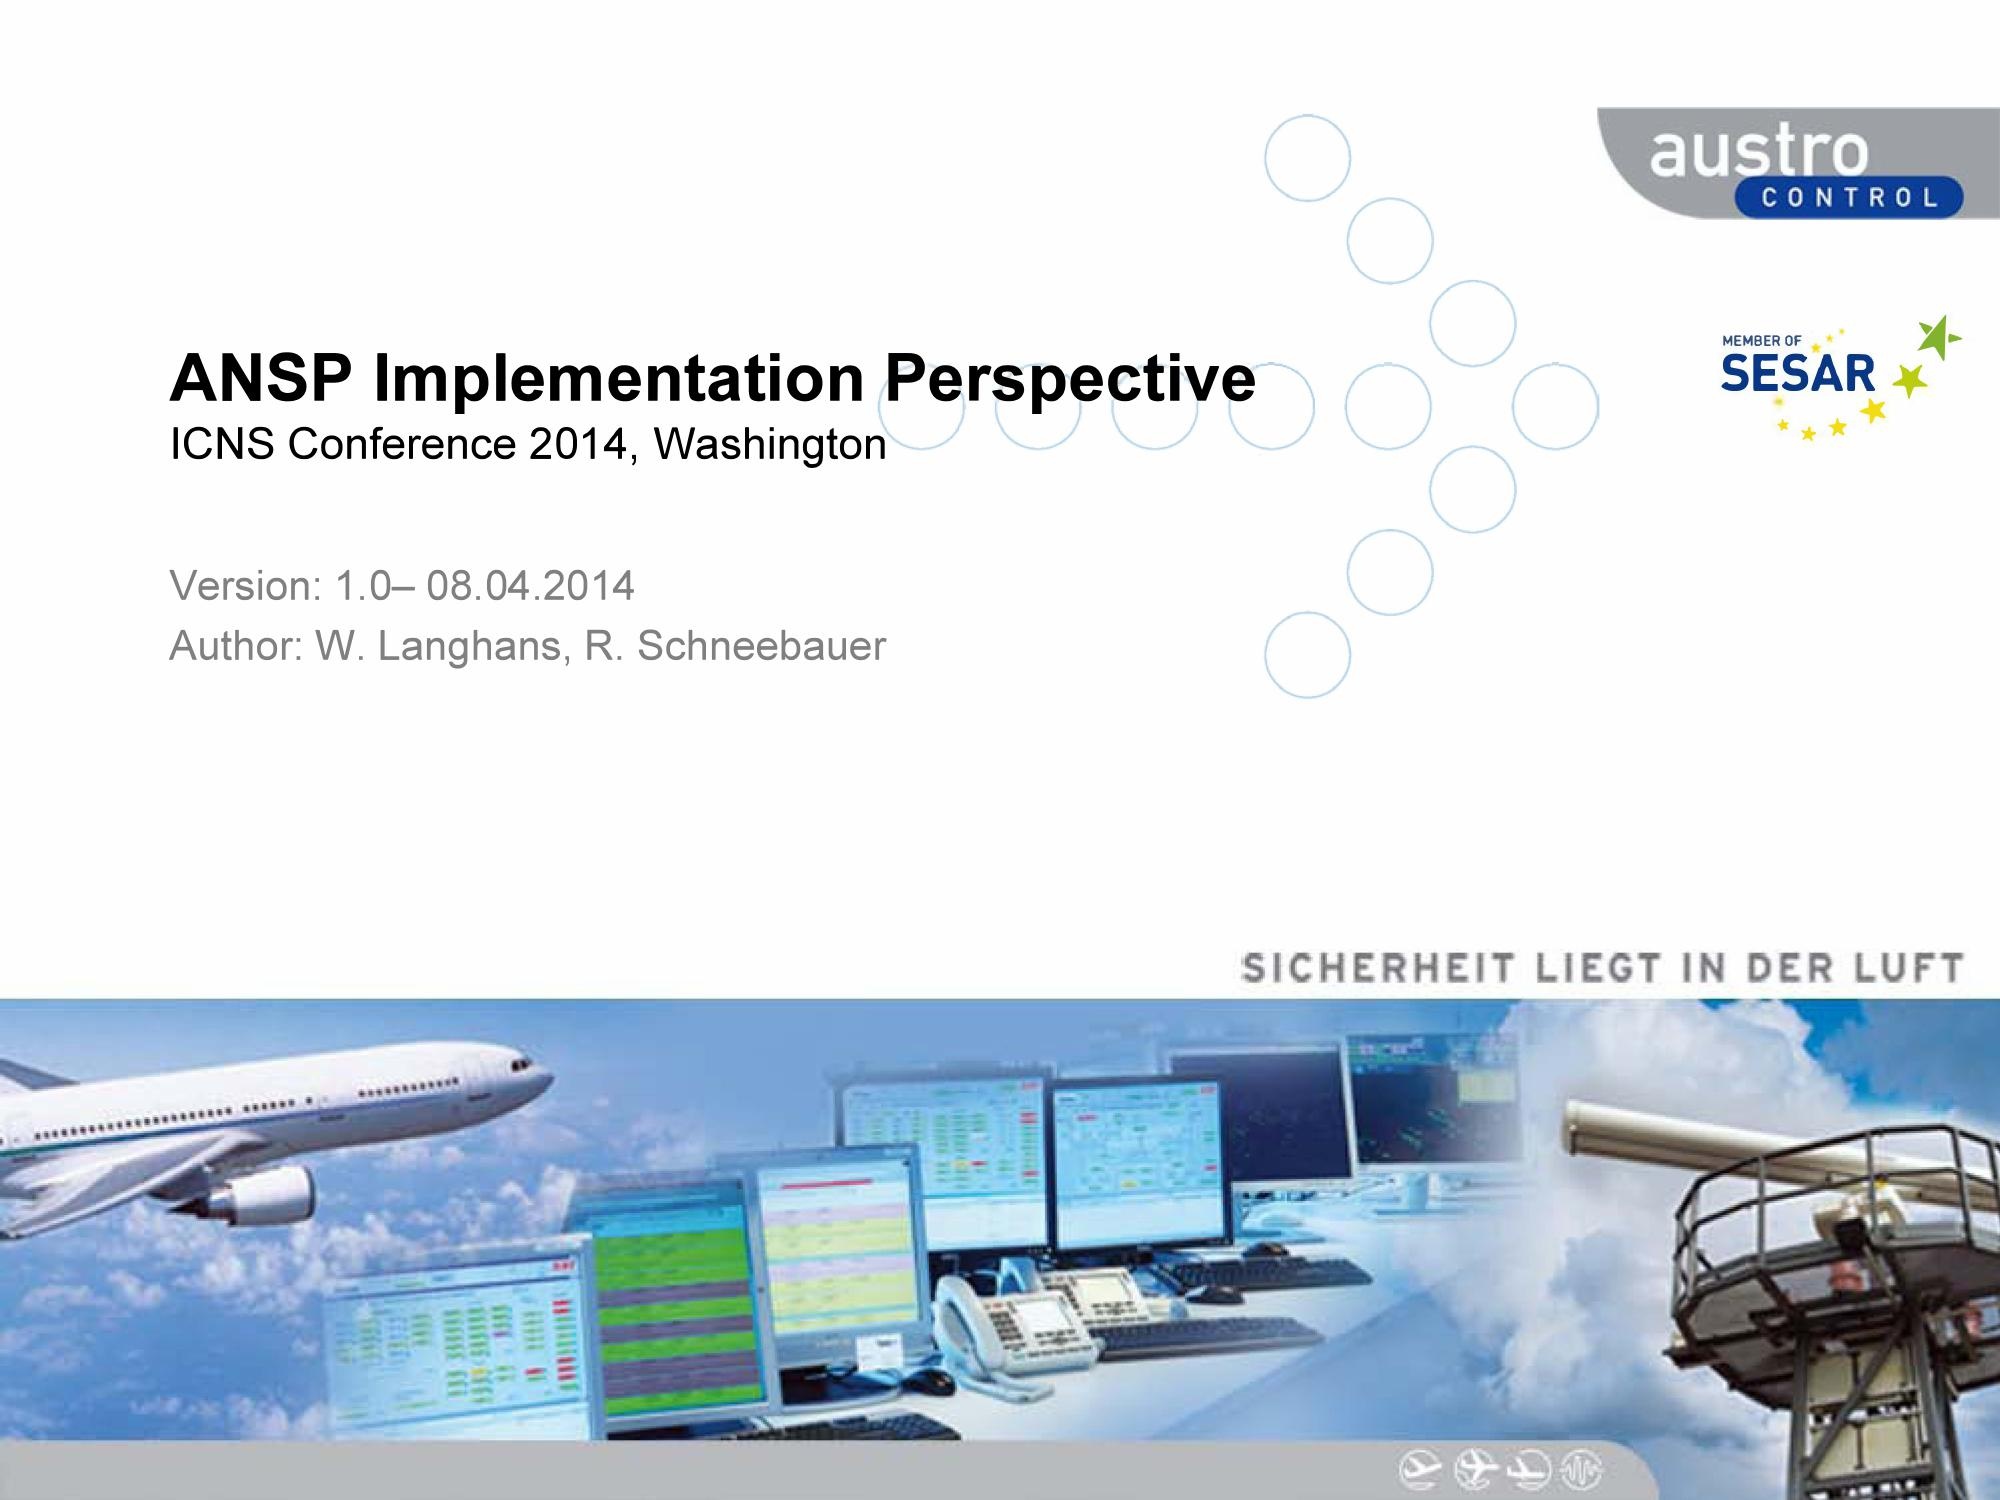 austro
CONTROL
MEMBER OF
SESAR
ANSP Implementation Perspective
ICNS Conference 2014, Washington
Version: 1.0– 08.04.2014
Author: W. Langhans, R. Schneebauer
SICHERHEIT LIEGT IN DER LUFT